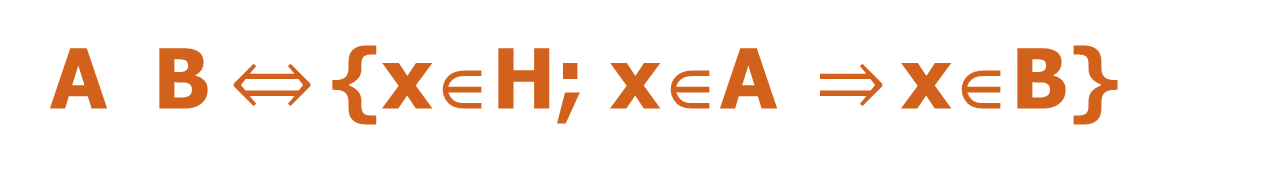 A B ⇔ {x∈H; x∈A ⇒ x∈B}